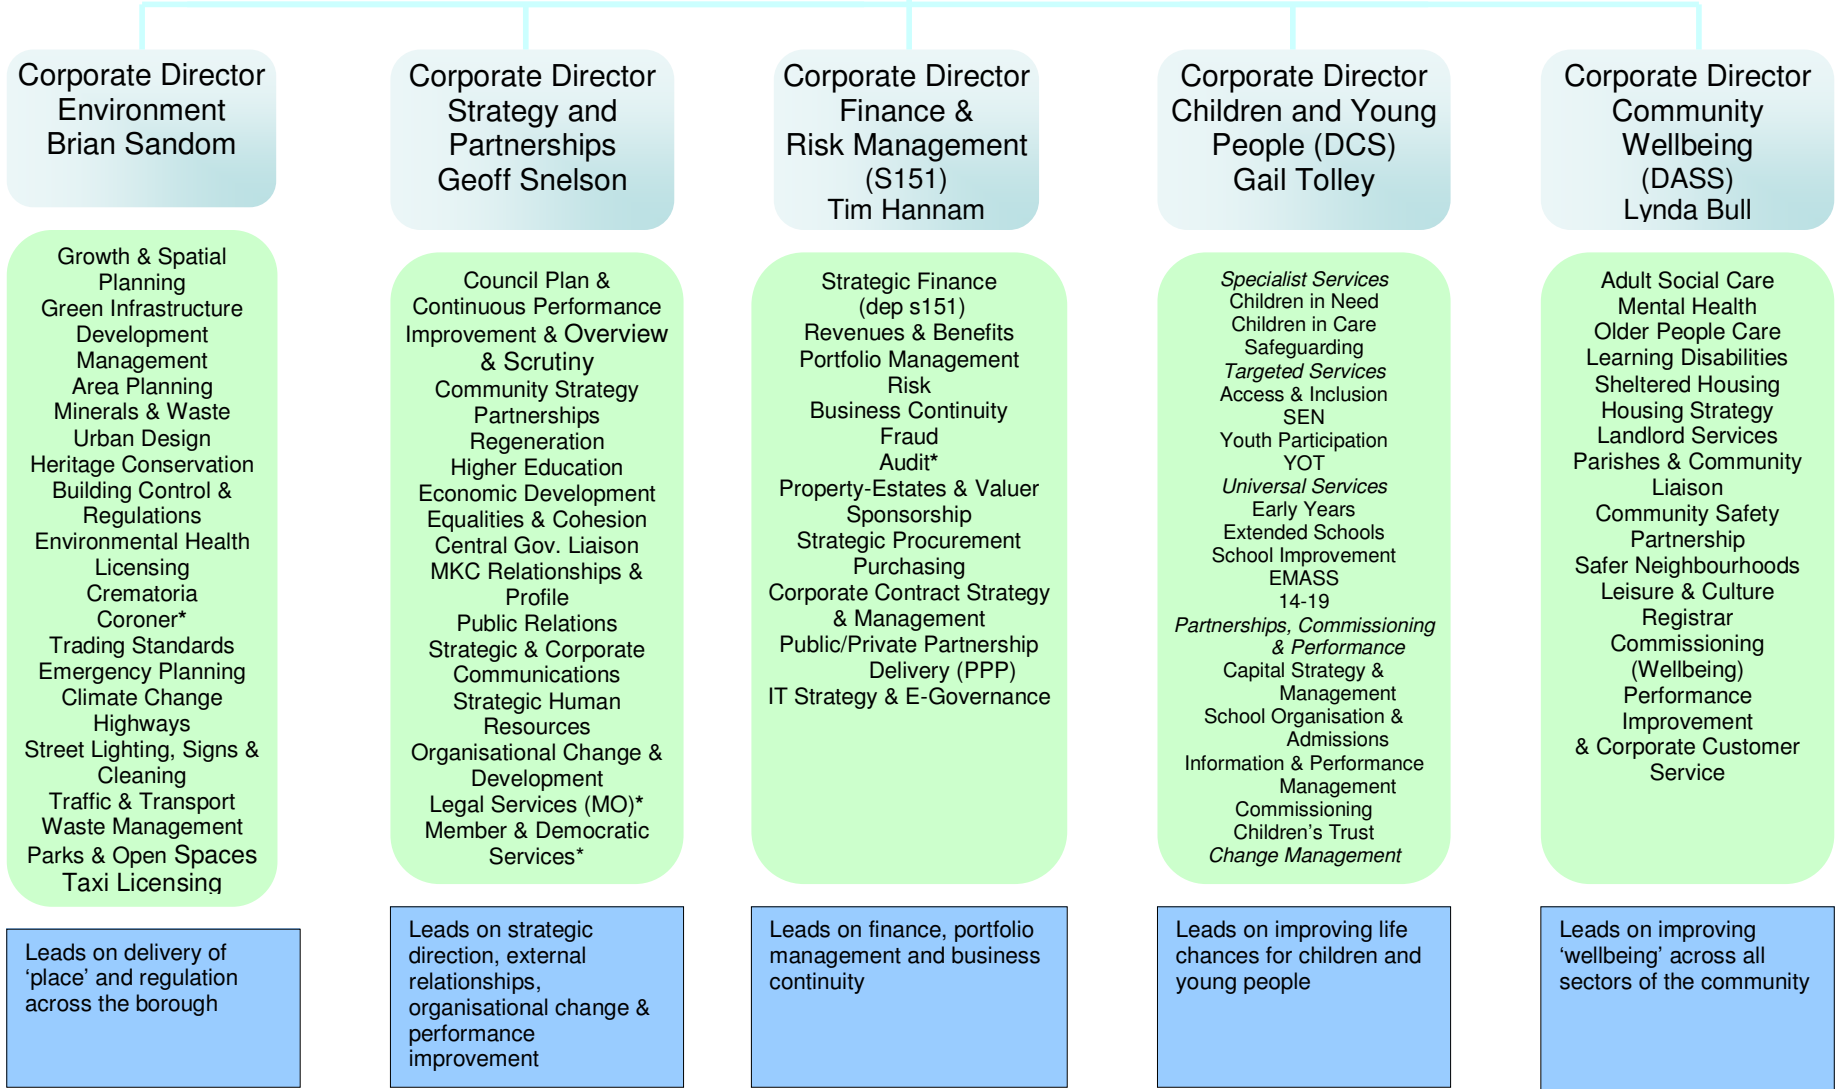 Corporate Director
Environment
Brian Sandom
Growth & Spatial
Planning
Green Infrastructure
Development
Management
Area Planning
Minerals & Waste
Urban Design
Heritage Conservation
Building Control &
Regulations
Environmental Health
Licensing
Crematoria
Coroner*
Trading Standards
Emergency Planning
Climate Change
Highways
Street Lighting, Signs &
Cleaning
Traffic & Transport
Waste Management
Parks & Open Spaces
Taxi Licensing
Leads on delivery of
‘place’ and regulation
across the borough
Corporate Director
Strategy and
Partnerships
Geoff Snelson
Council Plan &
Continuous Performance
Improvement & Overview
& Scrutiny
Community Strategy
Partnerships
Regeneration
Higher Education
Economic Development
Equalities & Cohesion
Central Gov. Liaison
MKC Relationships &
Profile
Public Relations
Strategic & Corporate
Communications
Strategic Human
Resources
Organisational Change &
Development
Legal Services (MO)*
Member & Democratic
Services*
Leads on strategic
direction, external
relationships,
organisational change &
performance
improvement
Corporate Director
Finance &
Risk Management
(S151)
Tim Hannam
Strategic Finance
(dep s151)
Revenues & Benefits
Portfolio Management
Risk
Business Continuity
Fraud
Audit*
Property-Estates & Valuer
Sponsorship
Strategic Procurement
Purchasing
Corporate Contract Strategy
& Management
Public/Private Partnership
Delivery (PPP)
IT Strategy & E-Governance
Leads on finance, portfolio
management and business
continuity
Corporate Director
Children and Young
People (DCS)
Gail Tolley
Specialist Services
Children in Need
Children in Care
Safeguarding
Targeted Services
Access & Inclusion
SEN
Youth Participation
YOT
Universal Services
Early Years
Extended Schools
School Improvement
EMASS
14-19
Partnerships, Commissioning
& Performance
Capital Strategy &
Management
School Organisation &
Admissions
Information & Performance
Management
Commissioning
Children’s Trust
Change Management
Leads on improving life
chances for children and
young people
Corporate Director
Community
Wellbeing
(DASS)
Lynda Bull
Adult Social Care
Mental Health
Older People Care
Learning Disabilities
Sheltered Housing
Housing Strategy
Landlord Services
Parishes & Community
Liaison
Community Safety
Partnership
Safer Neighbourhoods
Leisure & Culture
Registrar
Commissioning
(Wellbeing)
Performance
Improvement
& Corporate Customer
Service
Leads on improving
‘wellbeing’ across all
sectors of the community